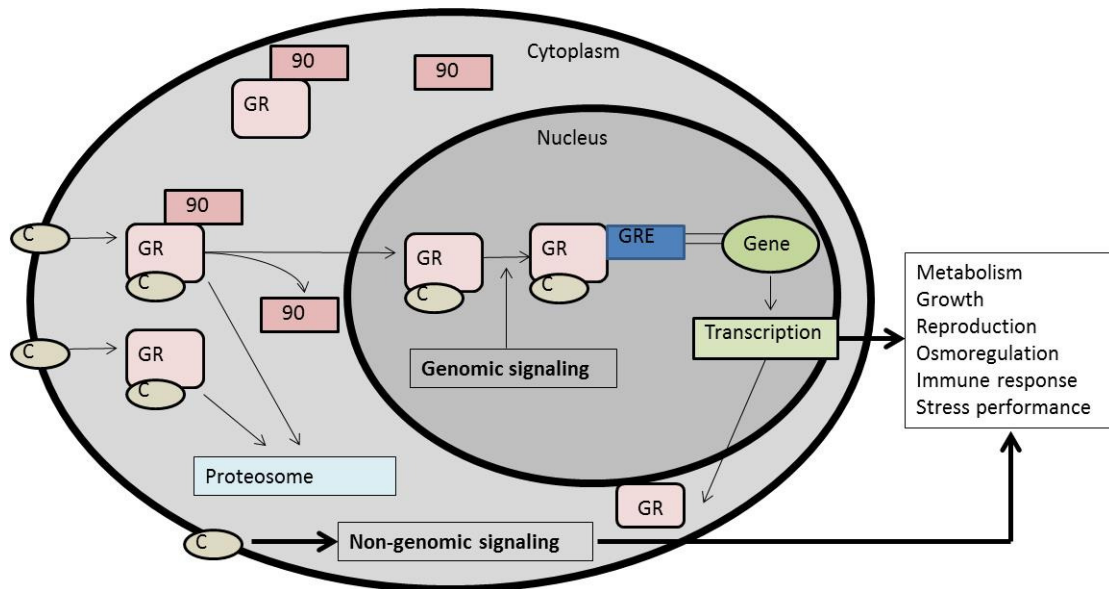 90
90
Cytoplasm
GR
Nucleus
90
C
GR
C
GR
C
GR
C
GRE
Gene
90
C
GR
C
Genomic signaling
Transcription
Metabolism
Growth
Reproduction
Osmoregulation
Immune response
Stress performance
Proteosome
GR
C
Non-genomic signaling